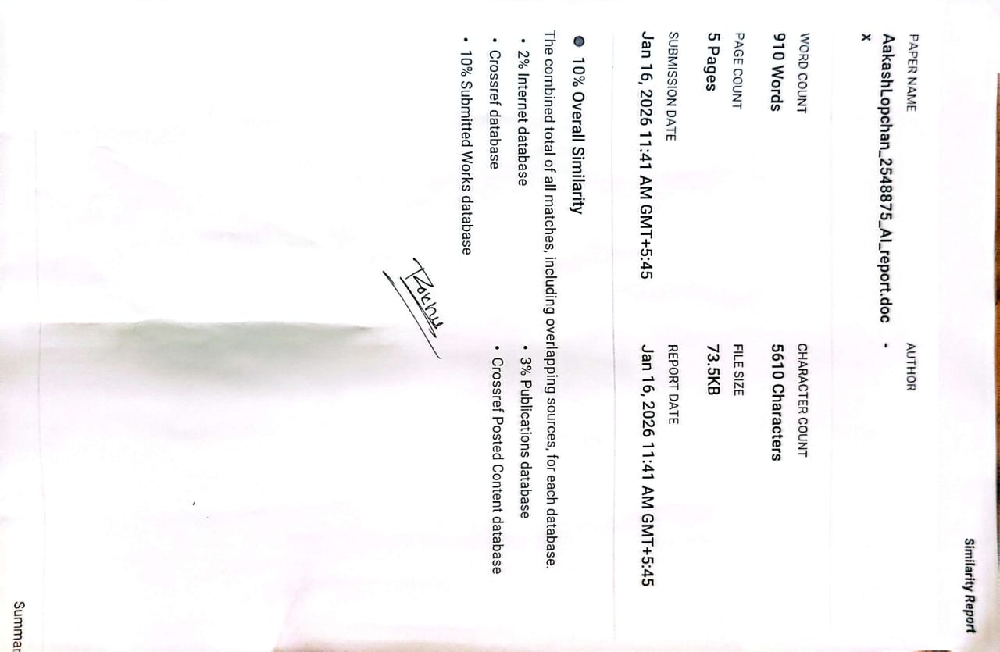 Similarity Report
PAPER NAME
AakashLopchan_2548875_AI_report.doc
x
AUTHOR
-
WORD COUNT
910 Words
CHARACTER COUNT
5610 Characters
PAGE COUNT
5 Pages
FILE SIZE
73.5KB
SUBMISSION DATE
Jan 16, 2026 11:41 AM GMT+5:45
REPORT DATE
Jan 16, 2026 11:41 AM GMT+5:45
● 10% Overall Similarity
The combined total of all matches, including overlapping sources, for each database.
• 2% Internet database
• 3% Publications database
• Crossref database
• Crossref Posted Content database
• 10% Submitted Works database
Summar